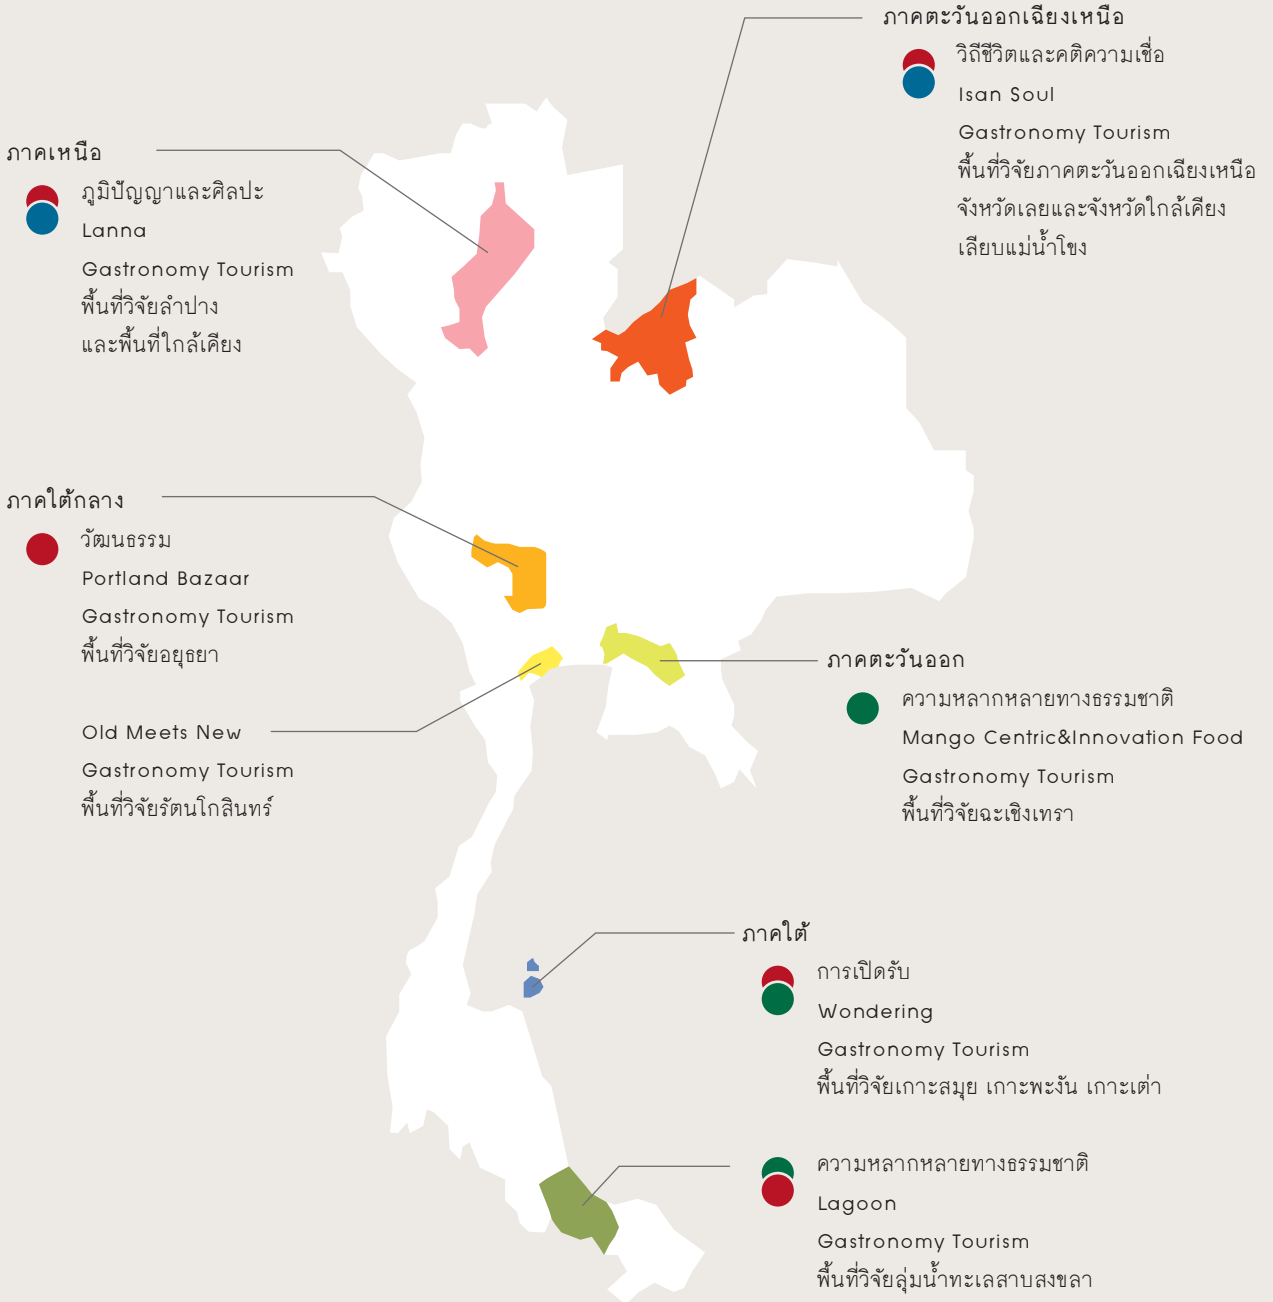 ภาคตะวันออกเฉียงเหนือ
วิถีชีวิตและคติความเชื่อ
Isan Soul
Gastronomy Tourism
พื้นที่วิจัยภาคตะวันออกเฉียงเหนือ
จังหวัดเลยและจังหวัดใกล้เคียง
เลียบแม่น้ำโขง
ภาคเหนือ
ภูมิปัญญาและศิลปะ
Lanna
Gastronomy Tourism
พื้นที่วิจัยลำปาง
และพื้นที่ใกล้เคียง
ภาคใต้กลาง
วัฒนธรรม
Portland Bazaar
Gastronomy Tourism
พื้นที่วิจัยอยุธยา
Old Meets New
Gastronomy Tourism
พื้นที่วิจัยรัตนโกสินทร์
ภาคตะวันออก
ความหลากหลายทางธรรมชาติ
Mango Centric&Innovation Food
Gastronomy Tourism
พื้นที่วิจัยฉะเชิงเทรา
ภาคใต้
การเปิดรับ
Wondering
Gastronomy Tourism
พื้นที่วิจัยเกาะสมุย เกาะพะงัน เกาะเต่า
ความหลากหลายทางธรรมชาติ
Lagoon
Gastronomy Tourism
พื้นที่วิจัยลุ่มน้ำทะเลสาบสงขลา